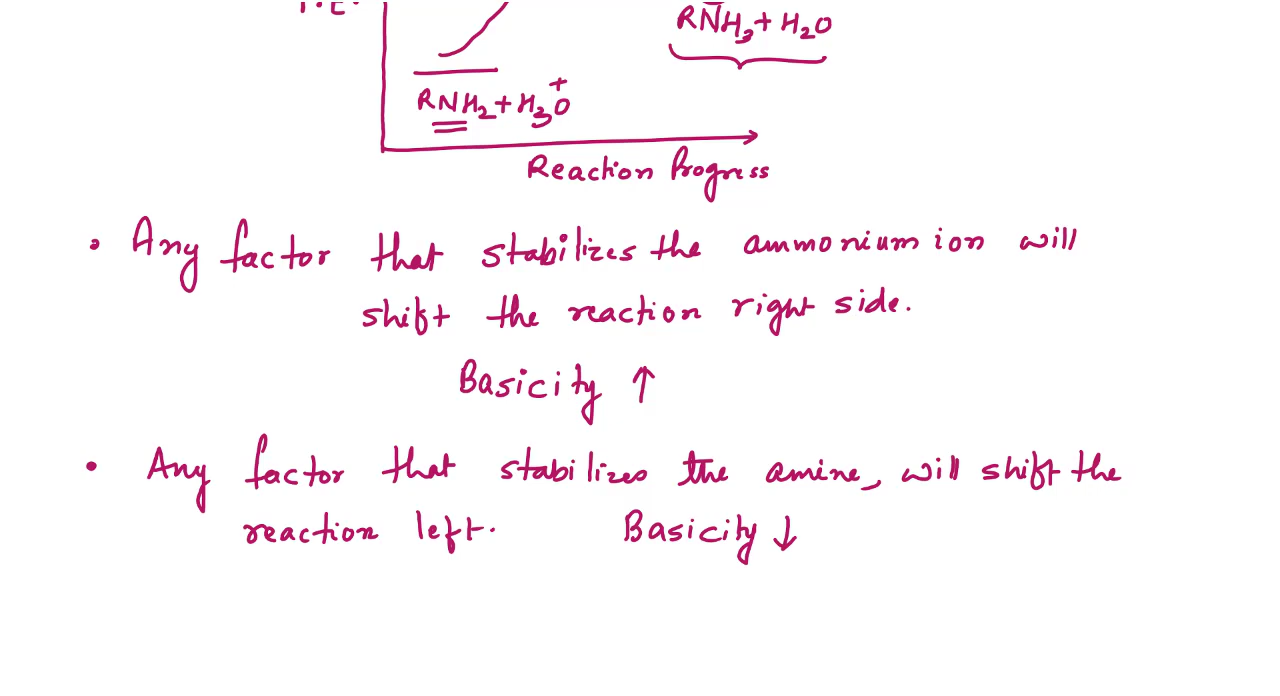 P.E.
RNH3 + H2O
RNH2 + H3O+
Reaction Progress
• Any factor that stabilizes the ammonium ion will
shift the reaction right side.
Basicity ↑
• Any factor that stabilizes the amine, will shift the
reaction left. Basicity ↓